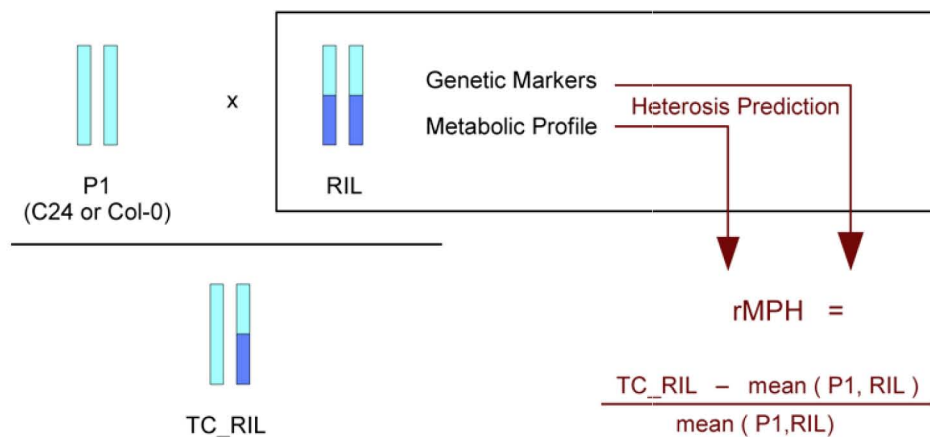 P1
(C24 or Col-0)
x
RIL
Genetic Markers
Metabolic Profile
Heterosis Prediction
TC_RIL
rMPH =
TC_RIL – mean ( P1, RIL )
mean ( P1,RIL)